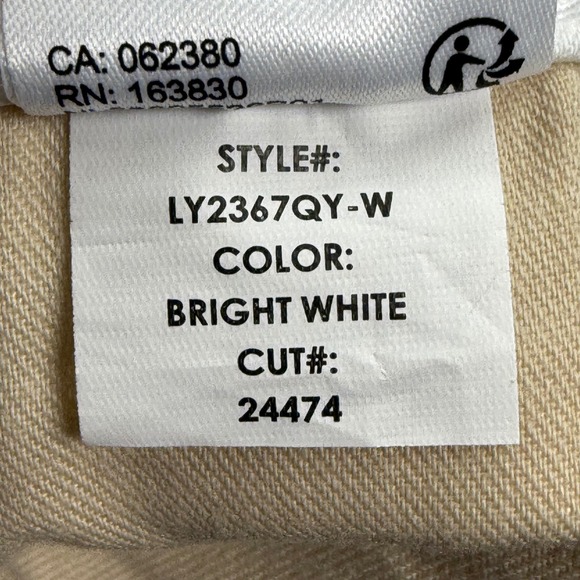 CA: 062380
RN: 163830
STYLE#:
LY2367QY-W
COLOR:
BRIGHT WHITE
CUT#:
24474